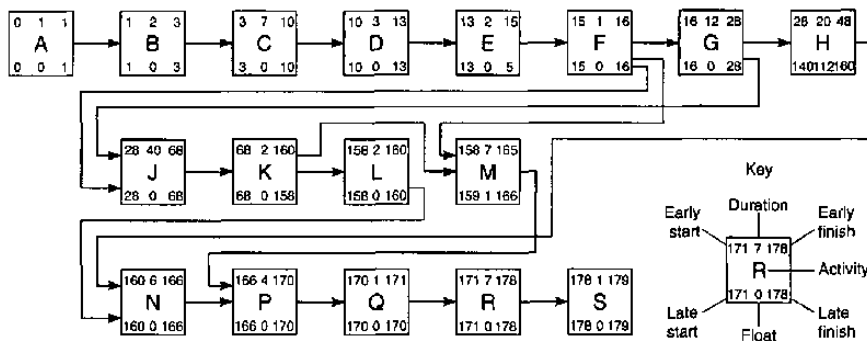 0 1 1 1 2 3 3 7 10 10 3 13 13 2 15 15 1 16 16 12 28 28 20 48
A B C D E F G H
0 0 1 1 0 3 3 0 10 10 0 13 13 0 5 15 0 16 16 0 28 140112160
28 40 68 68 2 160 158 2 160 158 7 165
J K L M
28 0 68 68 0 158 158 0 160 159 1 166
160 6 166 166 4 170 170 1 171 171 7 178 178 1 179
N P Q R S
160 0 166 166 0 170 170 0 170 171 0 178 178 0 179
Key
Early start
Duration
Early finish
171 7 178
R
Activity
171 0 178
Late start
Float
Late finish